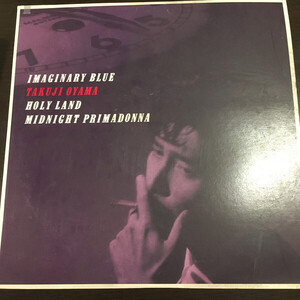 IMAGINARY BLUE
TAKUJI OYAMA
HOLY LAND
MIDNIGHT PRIMADONNA